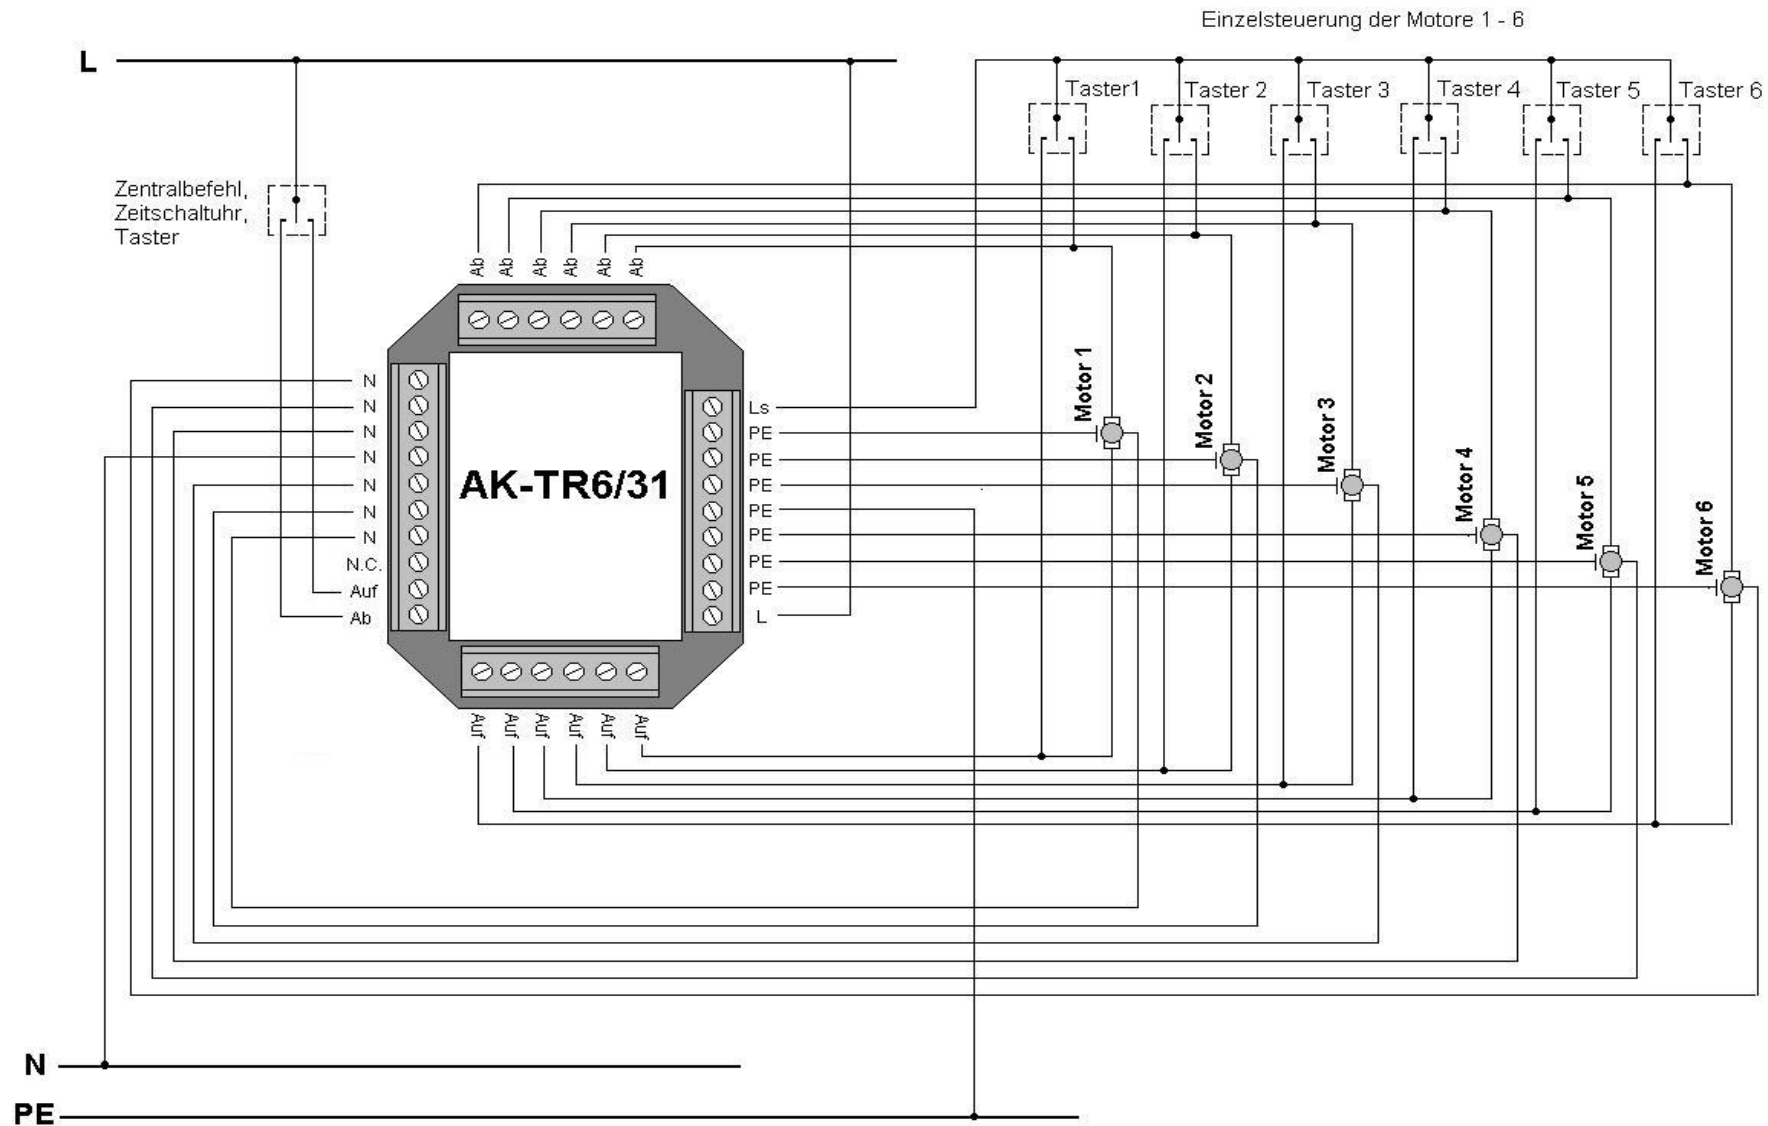 Einzelsteuerung der Motore 1 - 6
L
Taster1
Taster 2
Taster 3
Taster 4
Taster 5
Taster 6
Zentralbefehl,
Zeitschaltuhr,
Taster
Ab
Ab
Ab
Ab
Ab
Ab
N
N
N
N
N
N
N
N.C.
Auf
Ab
AK-TR6/31
Ls
PE
PE
PE
PE
PE
PE
PE
L
Motor 1
Motor 2
Motor 3
Motor 4
Motor 5
Motor 6
Auf
Auf
Auf
Auf
Auf
Auf
N
PE